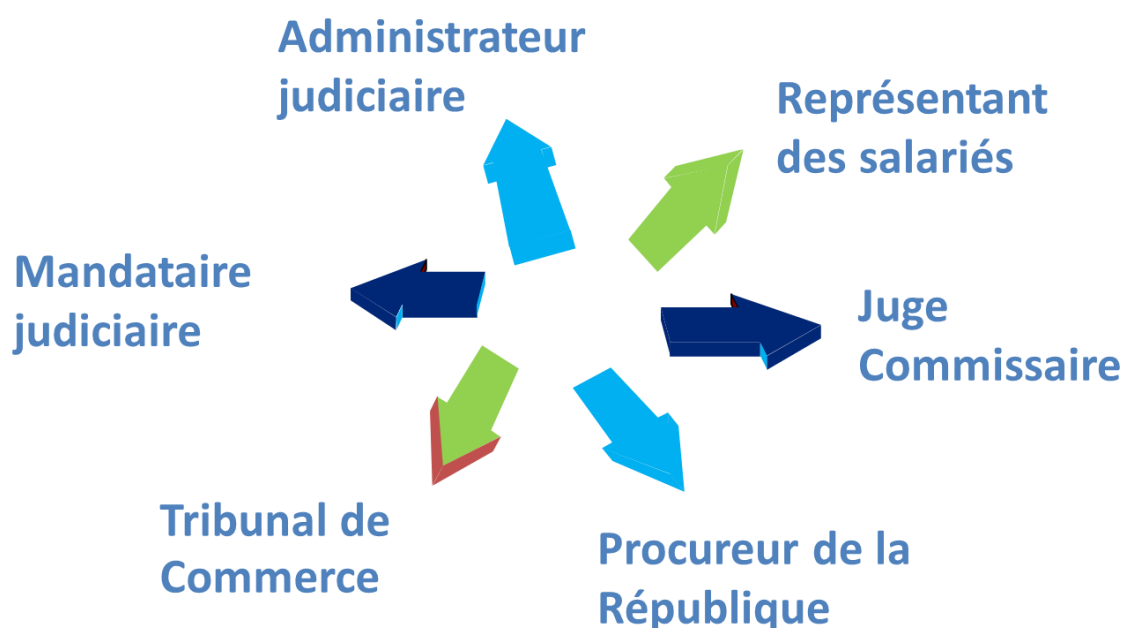 Administrateur
judiciaire
Représentant
des salariés
Mandataire
judiciaire
Juge
Commissaire
Tribunal de
Commerce
Procureur de la
République